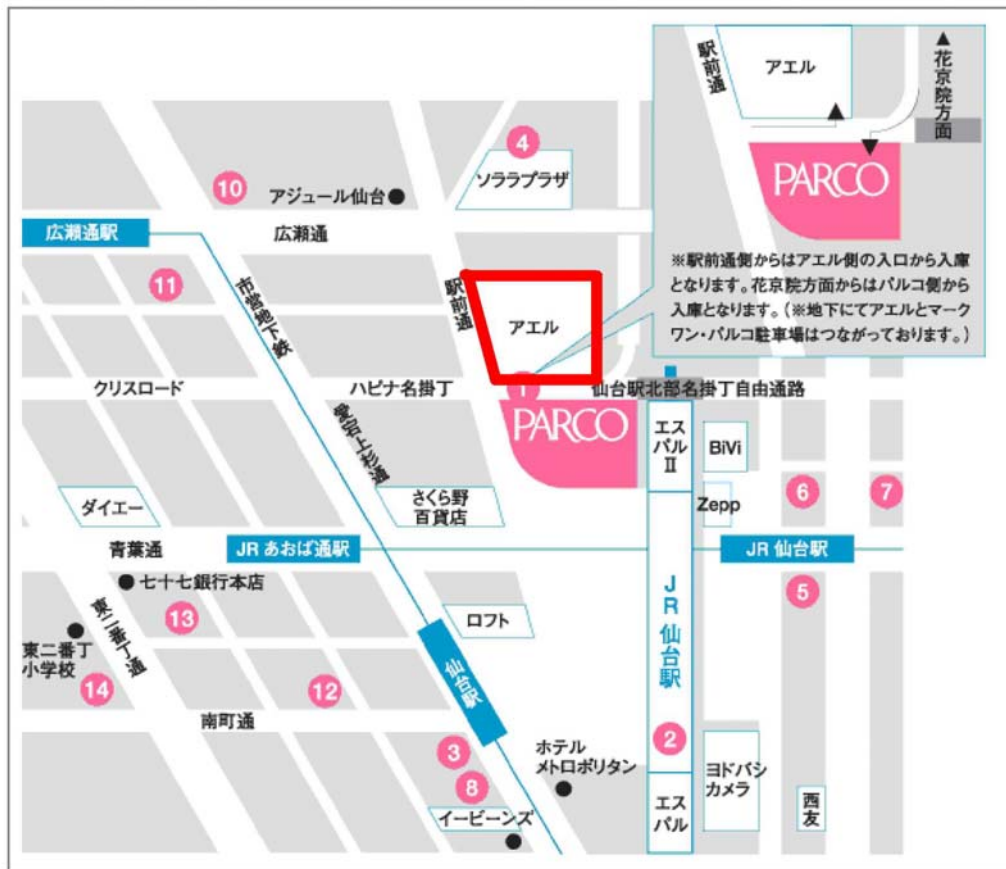 駅前通
アエル
▲花京院方面
PARCO
※駅前通側からはアエル側の入口から入庫
となります。花京院方面からはパルコ側から
入庫となります。(※地下にてアエルとマーク
ワン・パルコ駐車場はつながっております。)
4
ソララプラザ
10
アジュール仙台
広瀬通駅
広瀬通
11
市営地下鉄
駅前通
アエル
クリスロード
ハピナ名掛丁
1
仙台駅北部名掛丁自由通路
愛宕上杉通
PARCO
エス
パル
II
BiVi
ダイエー
さくら野
百貨店
Zepp
6
7
青葉通
JR あおば通駅
JR 仙台駅
七十七銀行本店
13
東二番丁通
東二番丁
小学校
14
ロフト
仙台駅
JR仙台駅
5
12
南町通
3
8
イービーンズ
ホテル
メトロポリタン
2
エス
パル
ヨドバシ
カメラ
西友